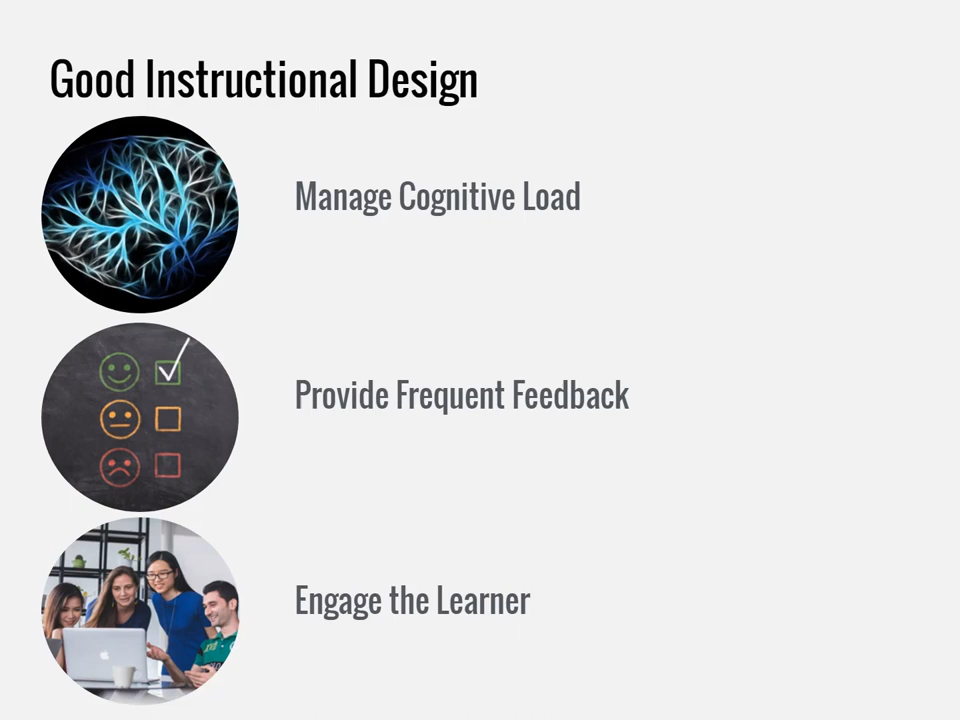 Good Instructional Design
Manage Cognitive Load
Provide Frequent Feedback
Engage the Learner